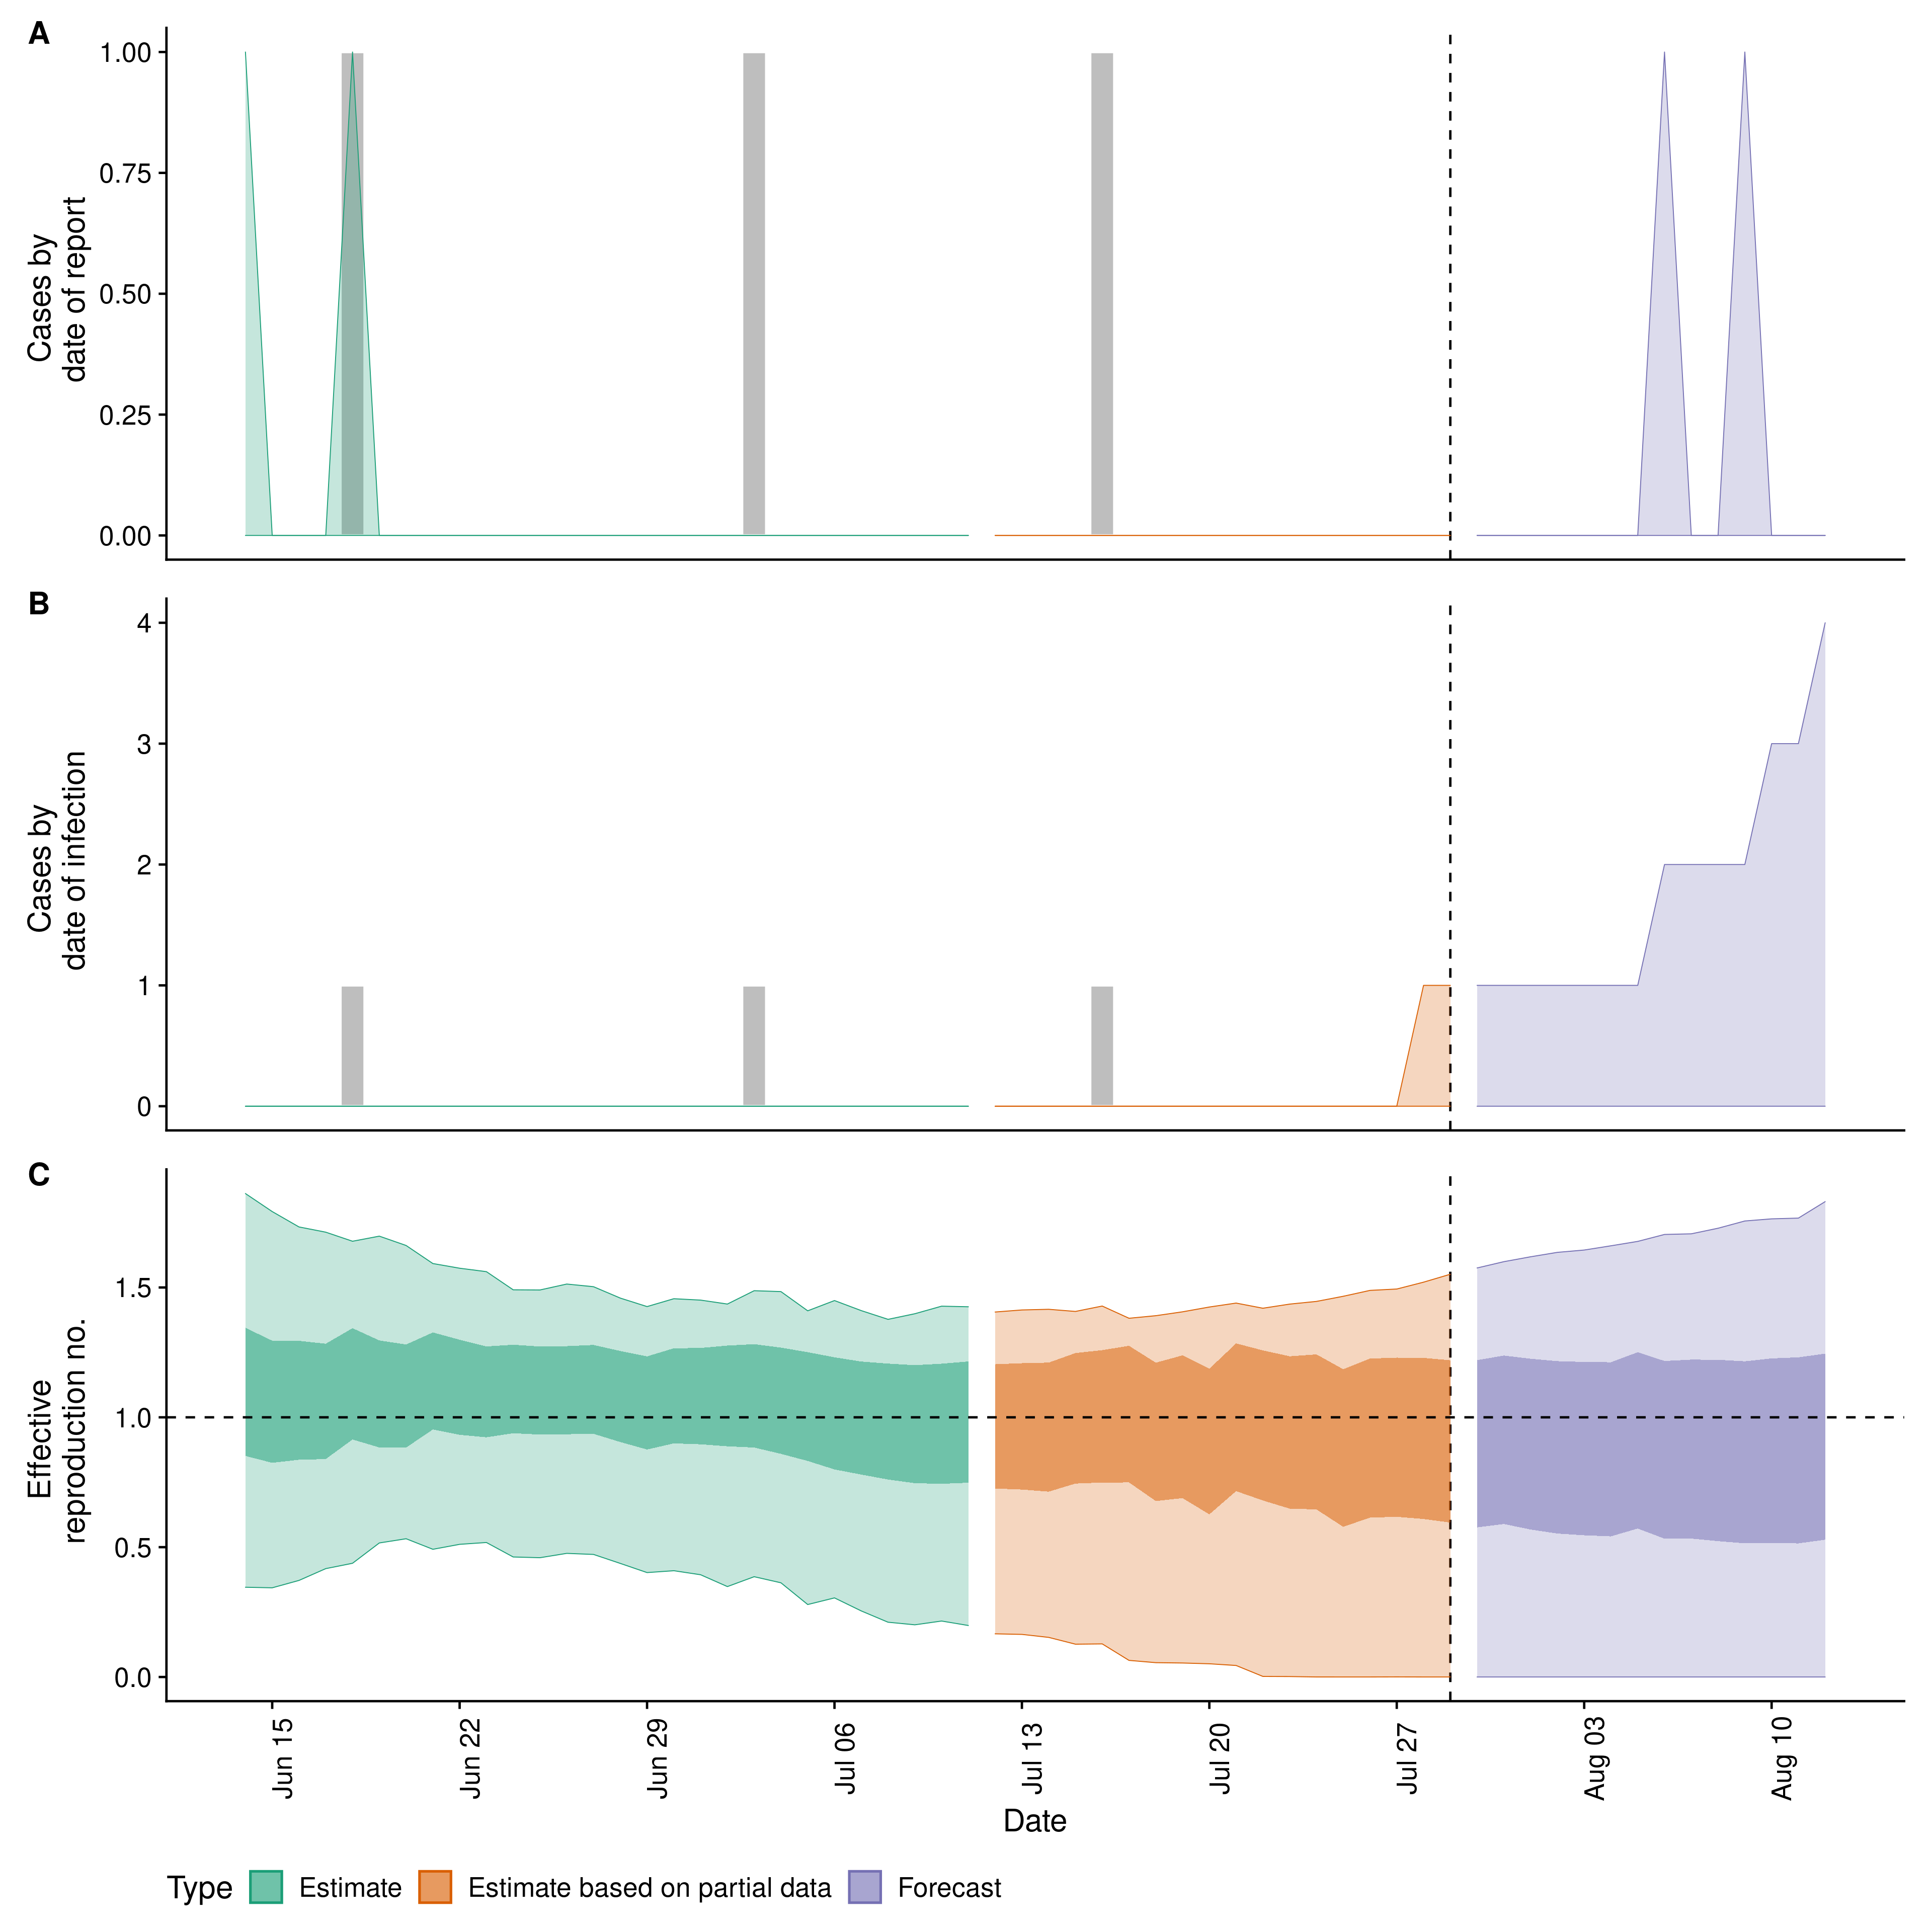 A
1.00
0.75
0.50
0.25
0.00
Cases by
date of report
B
4
3
2
1
0
Cases by
date of infection
C
1.5
1.0
0.5
0.0
Effective
reproduction no.
Jun 15
Jun 22
Jun 29
Jul 06
Jul 13
Jul 20
Jul 27
Aug 03
Aug 10
Date
Type Estimate Estimate based on partial data Forecast